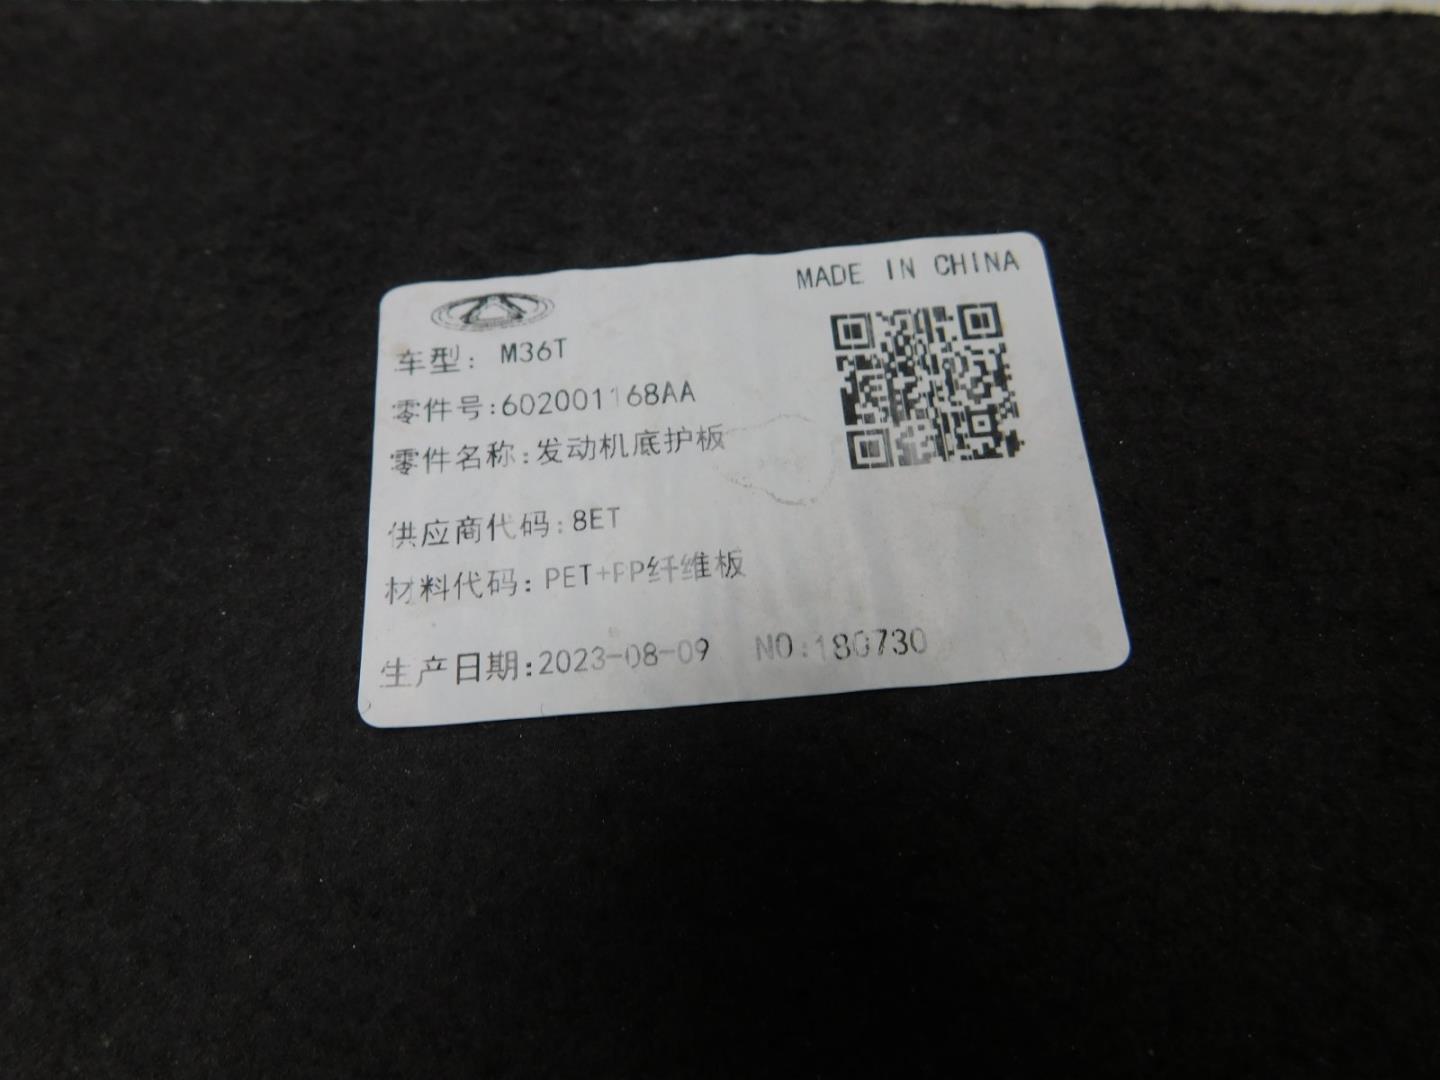 MADE IN CHINA
车型: M36T
零件号:602001168AA
零件名称:发动机底护板
供应商代码:8ET
材料代码:PET+PP纤维板
生产日期:2023-08-09 NO:180730